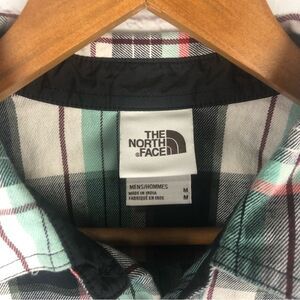 THE
NORTH
FACE
MENS/HOMMES M
MADE IN INDIA M
FABRIQUÉ EN INDE